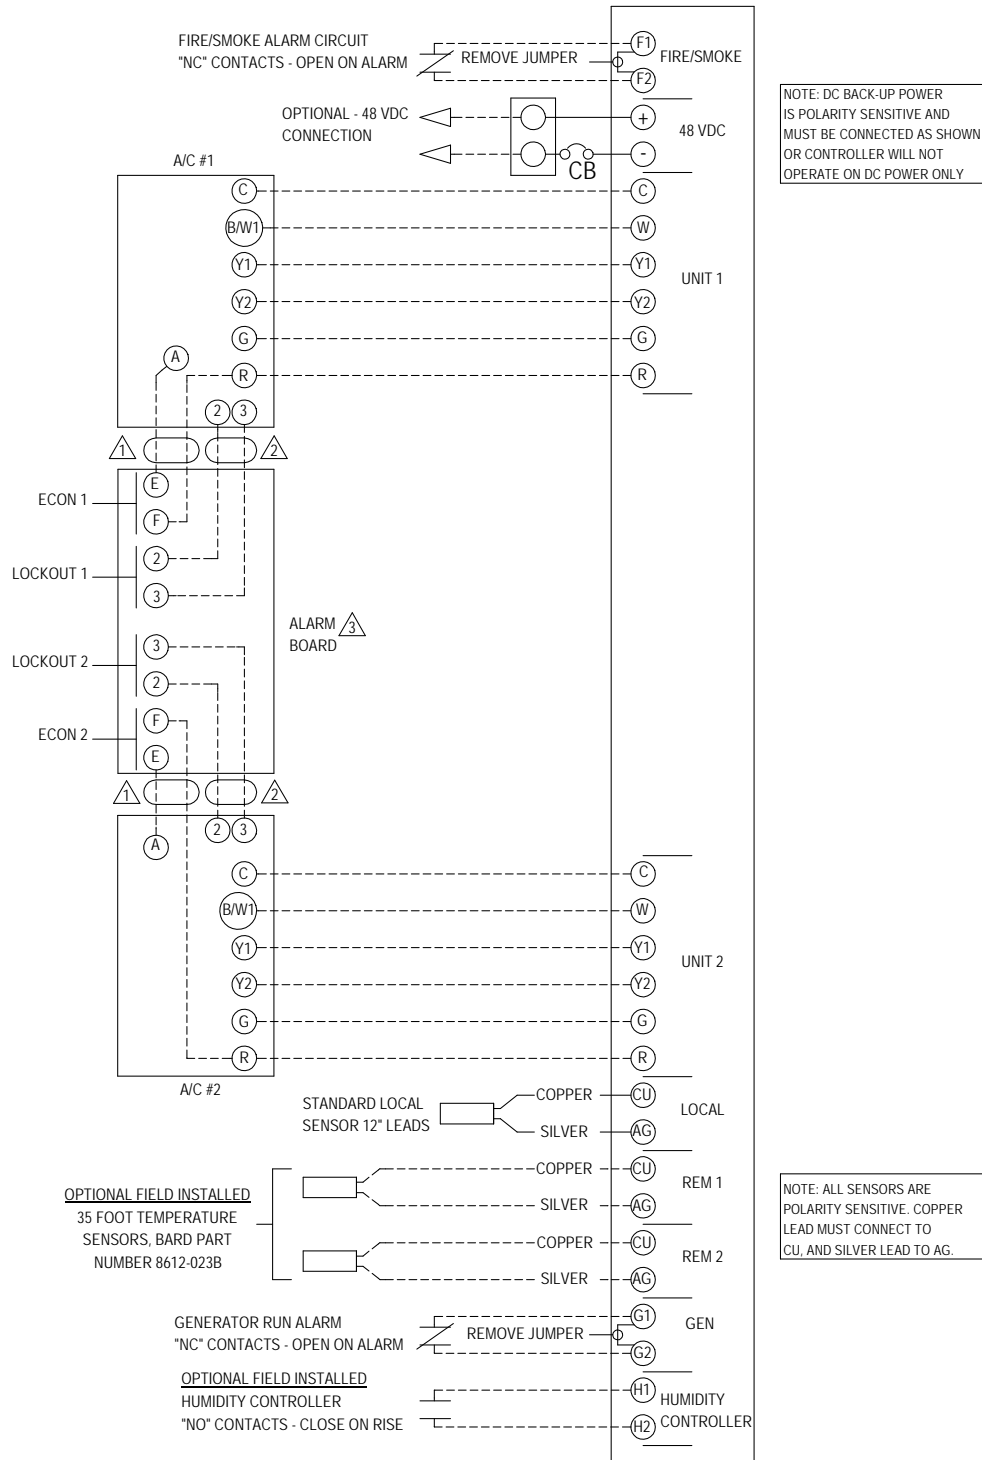 FIRE/SMOKE ALARM CIRCUIT
"NC" CONTACTS - OPEN ON ALARM
REMOVE JUMPER
F1
F2
FIRE/SMOKE
NOTE: DC BACK-UP POWER
IS POLARITY SENSITIVE AND
MUST BE CONNECTED AS SHOWN
OR CONTROLLER WILL NOT
OPERATE ON DC POWER ONLY
OPTIONAL - 48 VDC
CONNECTION
CB
+
-
48 VDC
A/C #1
C
B/W1
Y1
Y2
G
R
A
2
3
C
W
Y1
Y2
G
R
UNIT 1
1
2
ECON 1
E
F
LOCKOUT 1
2
3
ALARM
BOARD
3
LOCKOUT 2
3
2
ECON 2
F
E
1
2
A
2
3
C
B/W1
Y1
Y2
G
R
A/C #2
C
W
Y1
Y2
G
R
UNIT 2
STANDARD LOCAL
SENSOR 12" LEADS
COPPER
SILVER
CU
AG
LOCAL
OPTIONAL FIELD INSTALLED
35 FOOT TEMPERATURE
SENSORS, BARD PART
NUMBER 8612-023B
COPPER
SILVER
CU
AG
REM 1
COPPER
SILVER
CU
AG
REM 2
NOTE: ALL SENSORS ARE
POLARITY SENSITIVE. COPPER
LEAD MUST CONNECT TO
CU, AND SILVER LEAD TO AG.
GENERATOR RUN ALARM
"NC" CONTACTS - OPEN ON ALARM
REMOVE JUMPER
G1
G2
GEN
OPTIONAL FIELD INSTALLED
HUMIDITY CONTROLLER
"NO" CONTACTS - CLOSE ON RISE
H1
H2
HUMIDITY
CONTROLLER